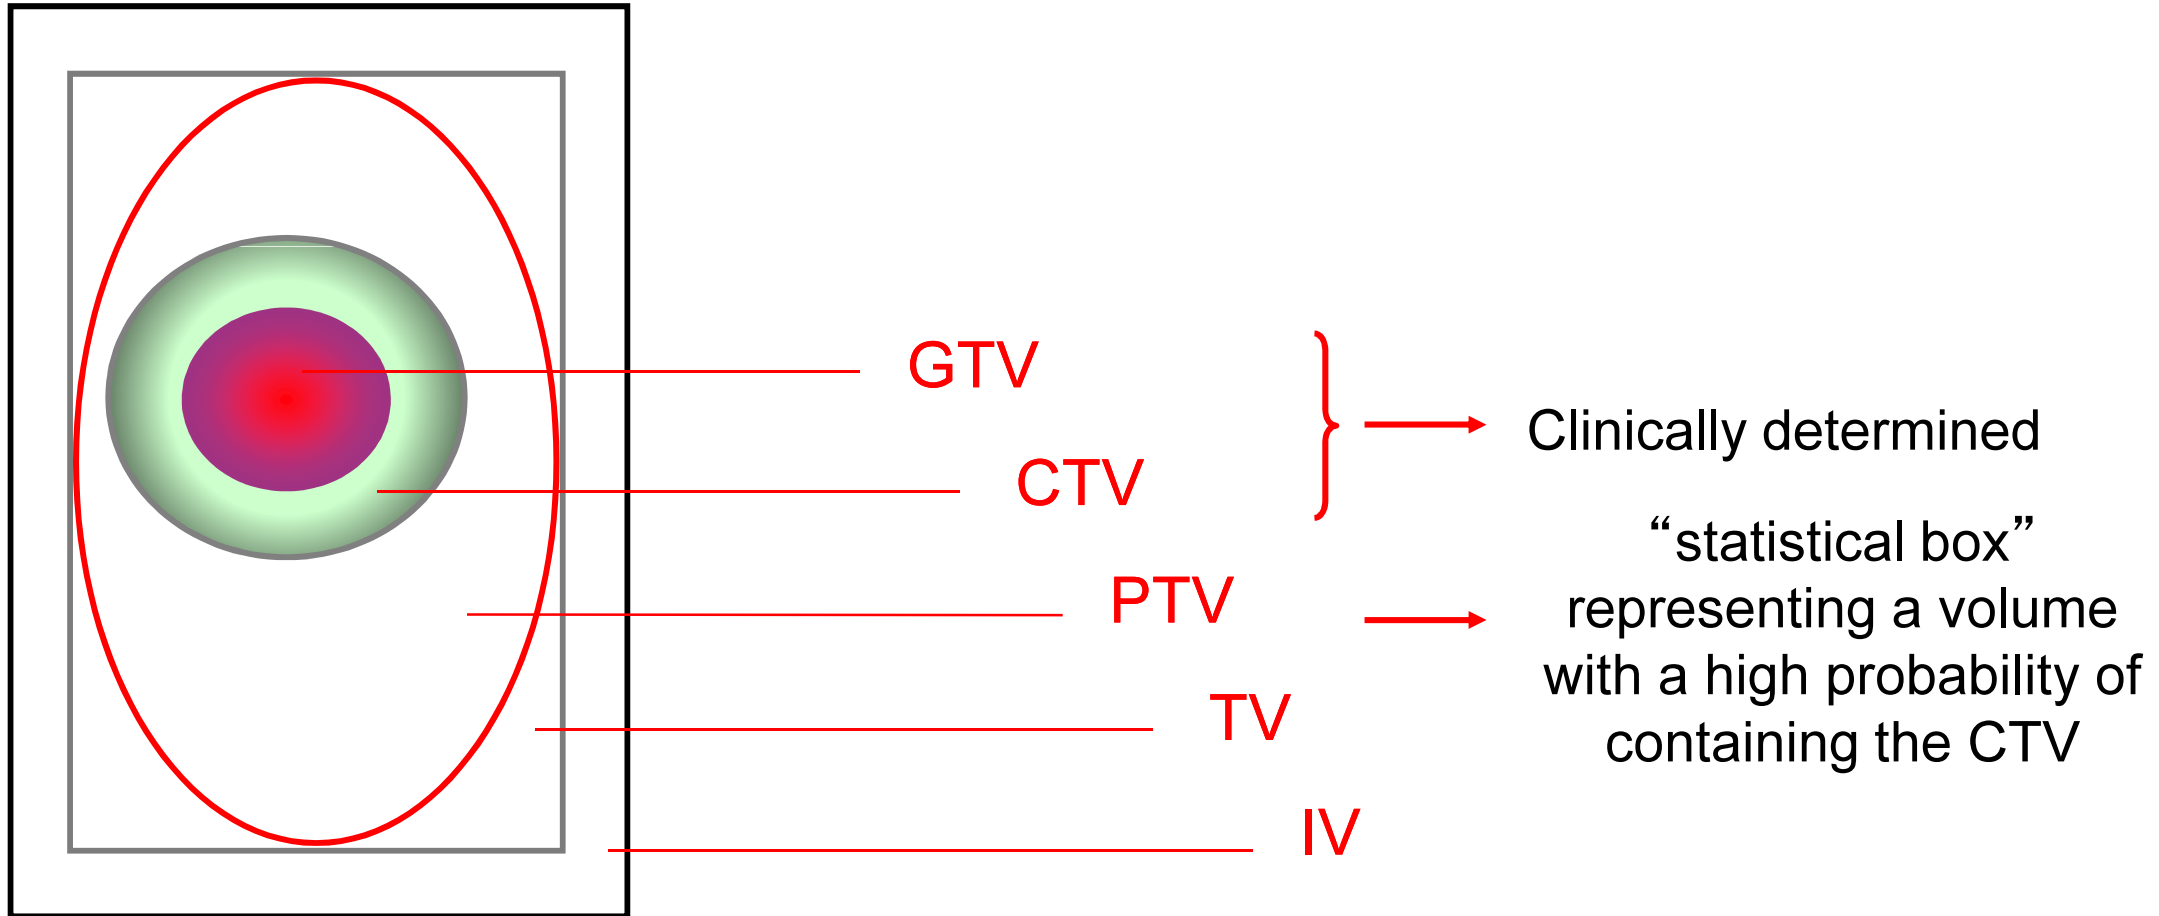 GTV
CTV
PTV
TV
IV
Clinically determined
“statistical box”
representing a volume
with a high probability of
containing the CTV